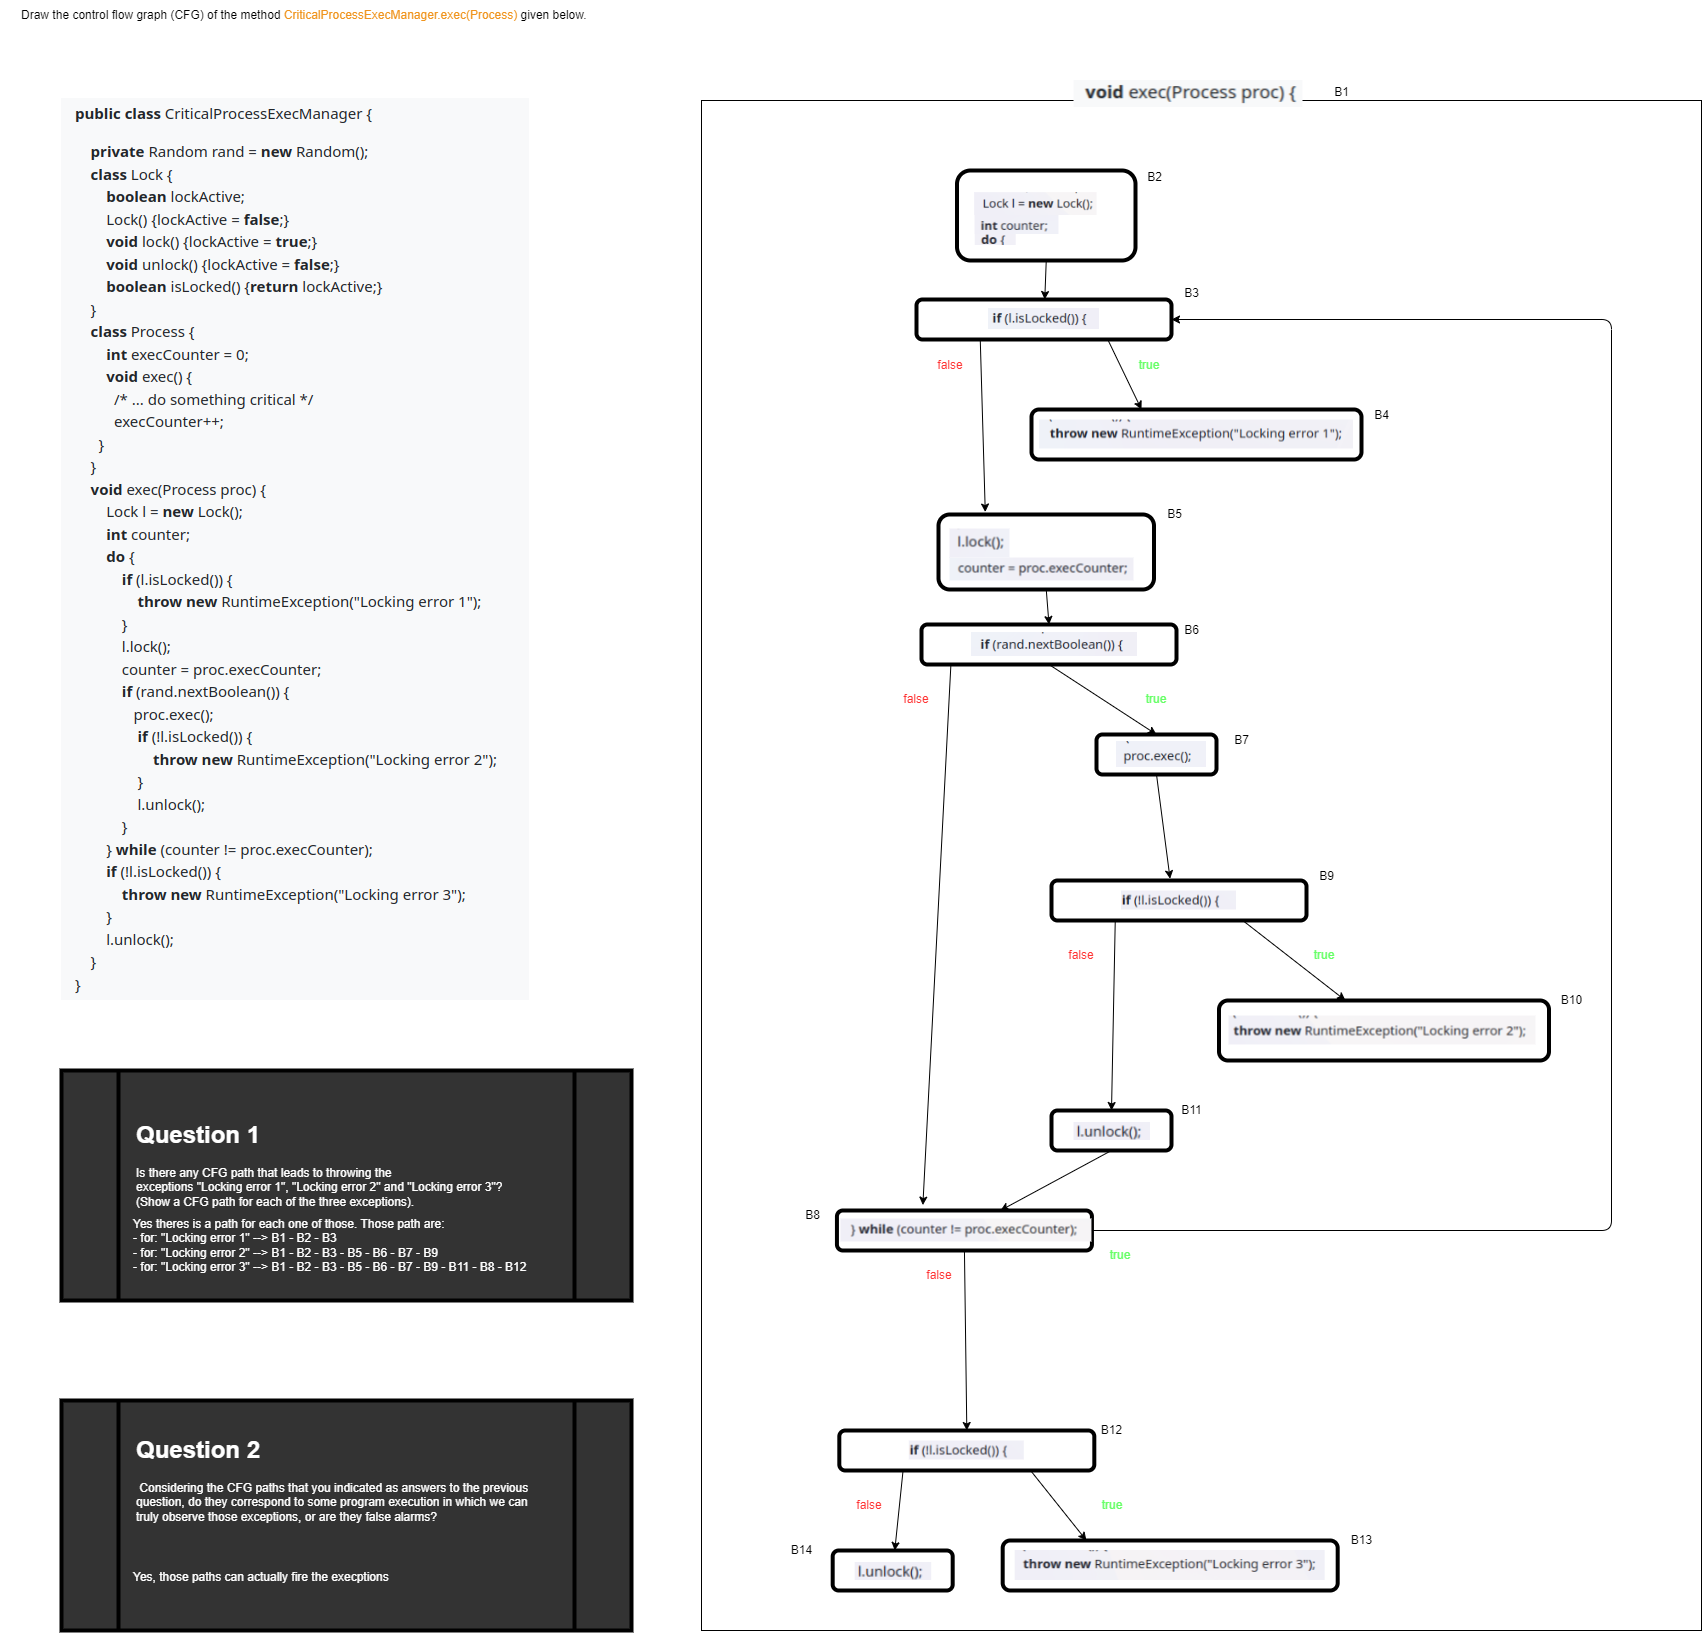 Draw the control flow graph (CFG) of the method CriticalProcessExecManager.exec(Process) given below.
public class CriticalProcessExecManager {
private Random rand = new Random();
class Lock {
boolean lockActive;
Lock() {lockActive = false;}
void lock() {lockActive = true;}
void unlock() {lockActive = false;}
boolean isLocked() {return lockActive;}
}
class Process {
int execCounter = 0;
void exec() {
/* ... do something critical */
execCounter++;
}
}
void exec(Process proc) {
Lock l = new Lock();
int counter;
do {
if (l.isLocked()) {
throw new RuntimeException("Locking error 1");
}
l.lock();
counter = proc.execCounter;
if (rand.nextBoolean()) {
proc.exec();
if (!l.isLocked()) {
throw new RuntimeException("Locking error 2");
}
l.unlock();
}
} while (counter != proc.execCounter);
if (!l.isLocked()) {
throw new RuntimeException("Locking error 3");
}
l.unlock();
}
}
Question 1
Is there any CFG path that leads to throwing the
exceptions "Locking error 1", "Locking error 2" and "Locking error 3"?
(Show a CFG path for each of the three exceptions).
Yes theres is a path for each one of those. Those path are:
- for: "Locking error 1" --> B1 - B2 - B3
- for: "Locking error 2" --> B1 - B2 - B3 - B5 - B6 - B7 - B9
- for: "Locking error 3" --> B1 - B2 - B3 - B5 - B6 - B7 - B9 - B11 - B8 - B12
Question 2
Considering the CFG paths that you indicated as answers to the previous
question, do they correspond to some program execution in which we can
truly observe those exceptions, or are they false alarms?
Yes, those paths can actually fire the execptions
void exec(Process proc) {
B1
B2
Lock l = new Lock();
int counter;
do {
B3
if (l.isLocked()) {
false
true
B4
throw new RuntimeException("Locking error 1");
B5
l.lock();
counter = proc.execCounter;
B6
if (rand.nextBoolean()) {
false
true
B7
proc.exec();
B9
if (!l.isLocked()) {
false
true
B10
throw new RuntimeException("Locking error 2");
B11
l.unlock();
B8
} while (counter != proc.execCounter);
true
false
B12
if (!l.isLocked()) {
false
true
B14
l.unlock();
B13
throw new RuntimeException("Locking error 3");